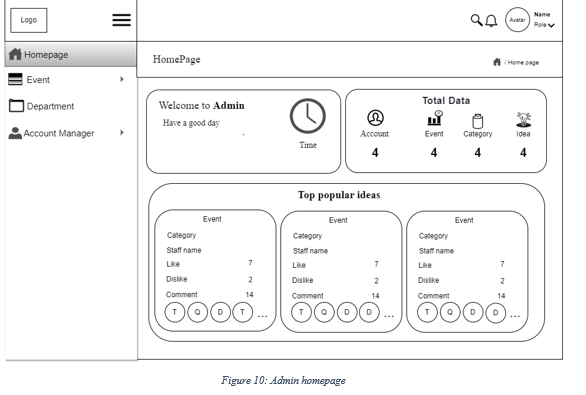 Logo
Avatar
Name
Role
Homepage
Event
Department
Account Manager
HomePage
/ Home page
Welcome to Admin
Have a good day
Time
Total Data
Account Event Category Idea
4 4 4 4
Top popular ideas
Event
Category
Staff name
Like 7
Dislike 2
Comment 14
T Q D T ...
Event
Category
Staff name
Like 7
Dislike 2
Comment 14
T Q D D ...
Event
Category
Staff name
Like 7
Dislike 2
Comment 14
T Q D D ...
Figure 10: Admin homepage